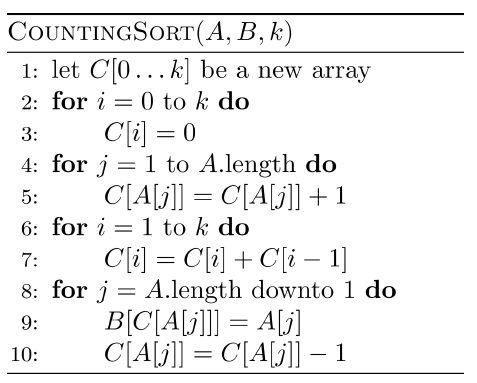 COUNTINGSORT(A, B, k)
1: let C[0...k] be a new array
2: for i = 0 to k do
3: C[i] = 0
4: for j = 1 to A.length do
5: C[A[j]] = C[A[j]] + 1
6: for i = 1 to k do
7: C[i] = C[i] + C[i − 1]
8: for j = A.length downto 1 do
9: B[C[A[j]]] = A[j]
10: C[A[j]] = C[A[j]] − 1